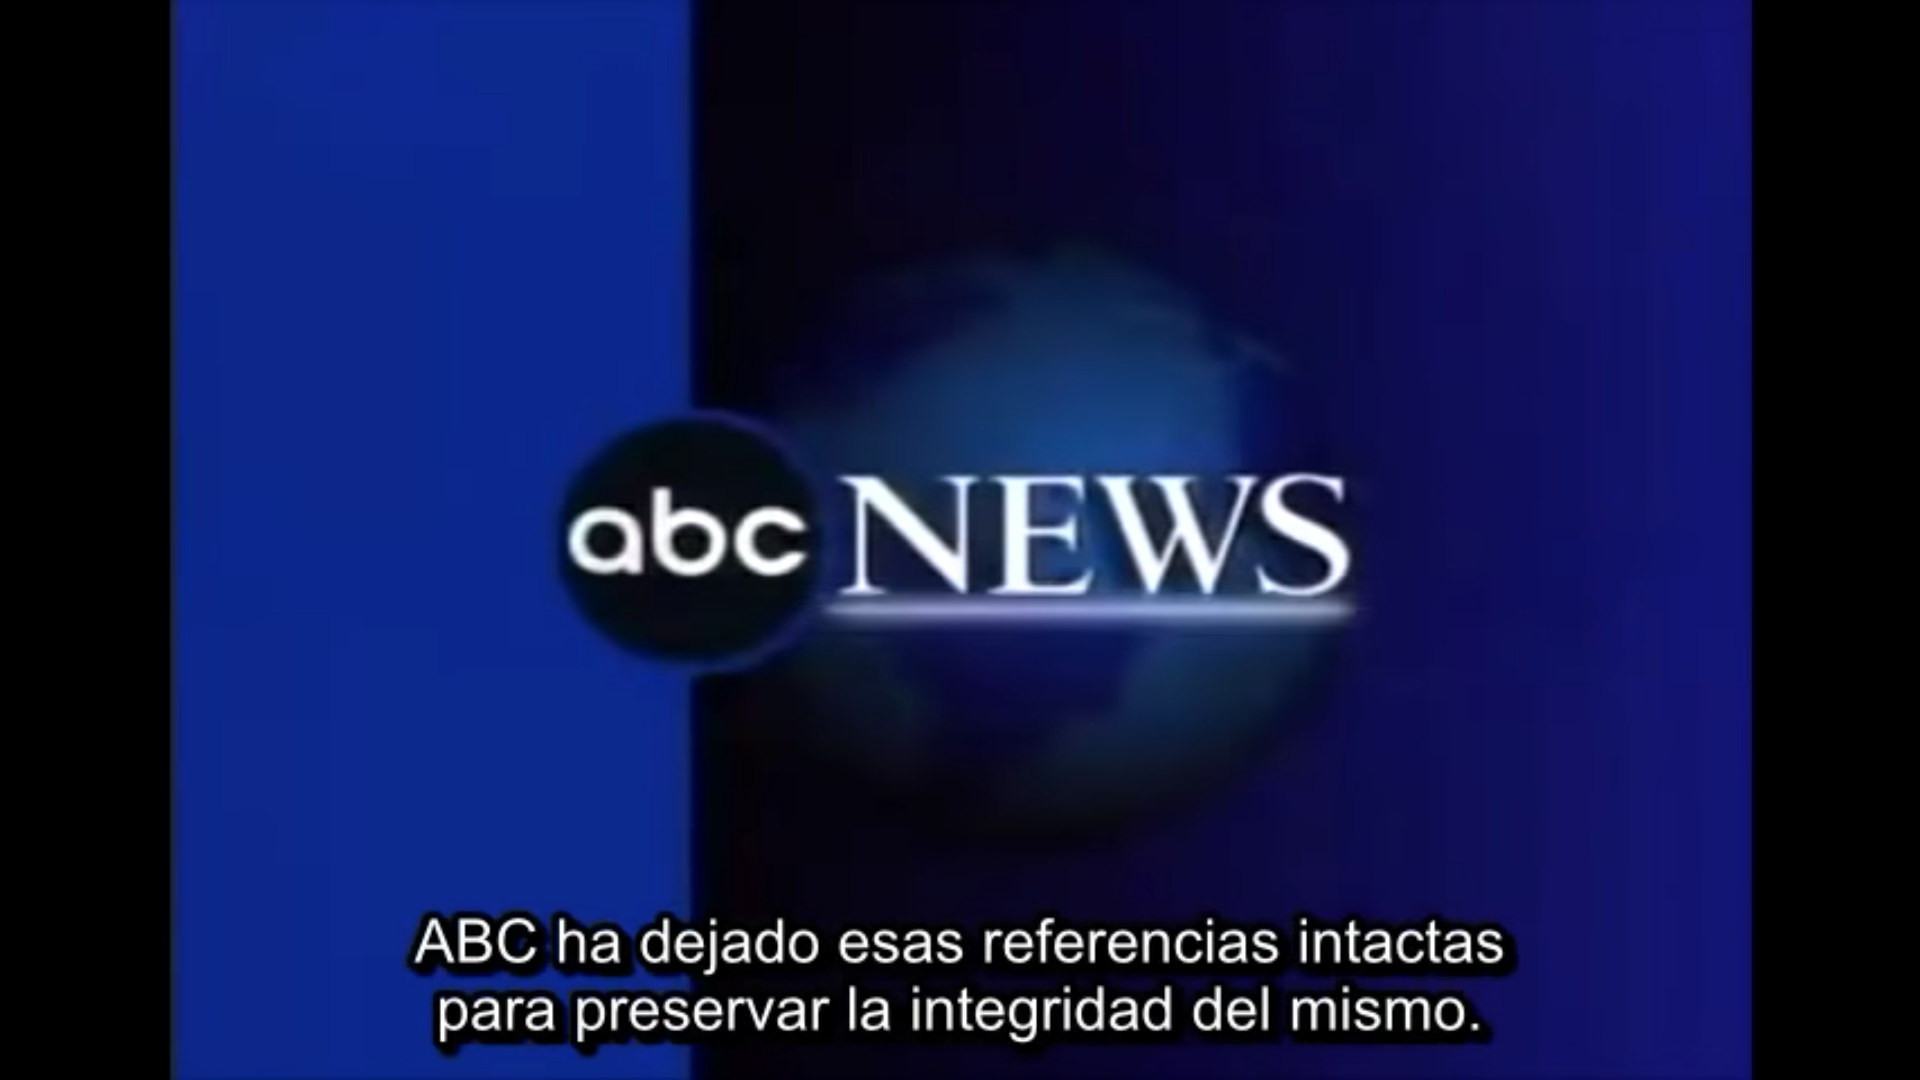 abc NEWS
ABC ha dejado esas referencias intactas
para preservar la integridad del mismo.